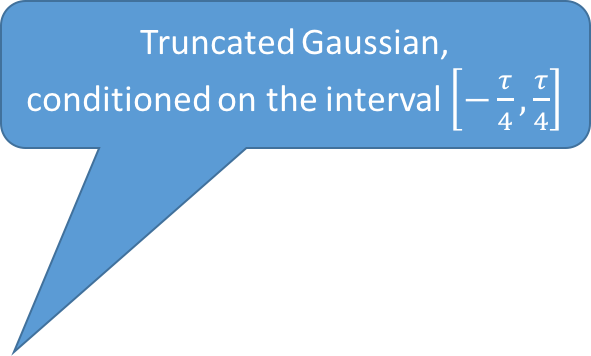 Truncated Gaussian,
conditioned on the interval [−τ/4, τ/4]